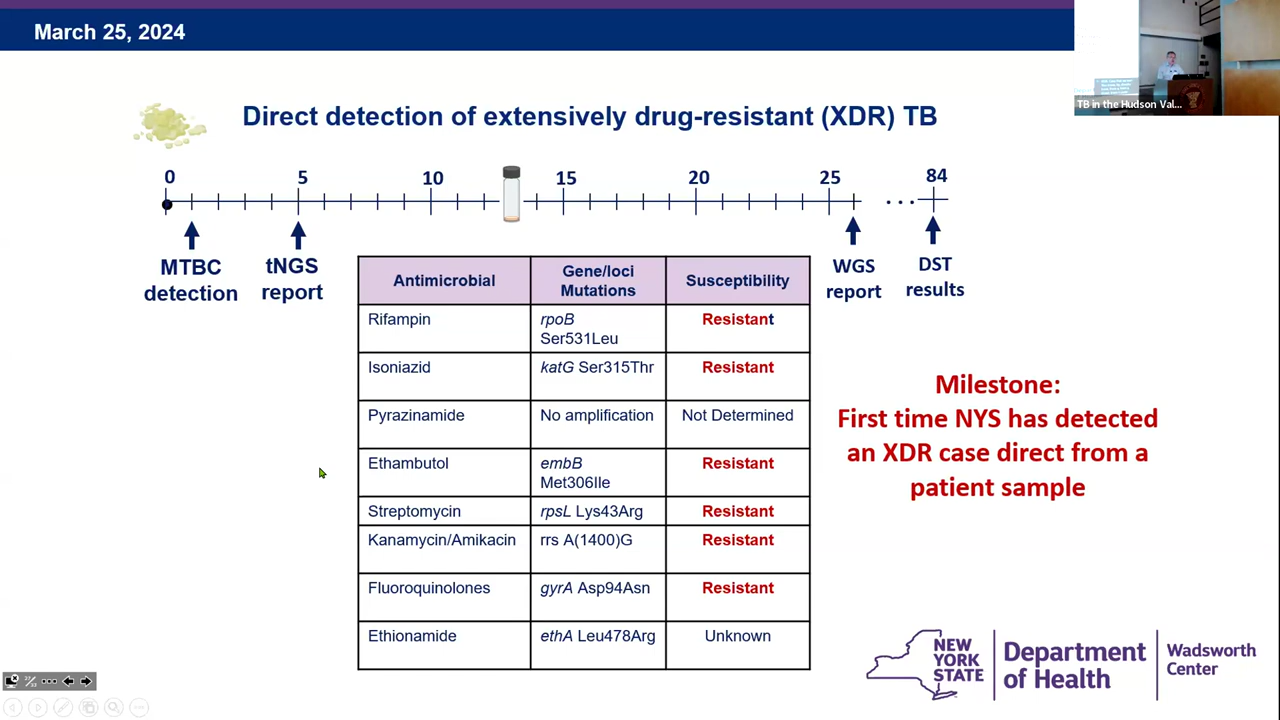 March 25, 2024
TB in the Hudson Val...
Direct detection of extensively drug-resistant (XDR) TB
0 5 10 15 20 25 84
MTBC
detection
tNGS
report
WGS
report
DST
results
Antimicrobial Gene/loci Mutations Susceptibility
Rifampin rpoB Ser531Leu Resistant
Isoniazid katG Ser315Thr Resistant
Pyrazinamide No amplification Not Determined
Ethambutol embB Met306Ile Resistant
Streptomycin rpsL Lys43Arg Resistant
Kanamycin/Amikacin rrs A(1400)G Resistant
Fluoroquinolones gyrA Asp94Asn Resistant
Ethionamide ethA Leu478Arg Unknown
Milestone:
First time NYS has detected
an XDR case direct from a
patient sample
NEW
YORK
STATE
Department
of Health
Wadsworth
Center